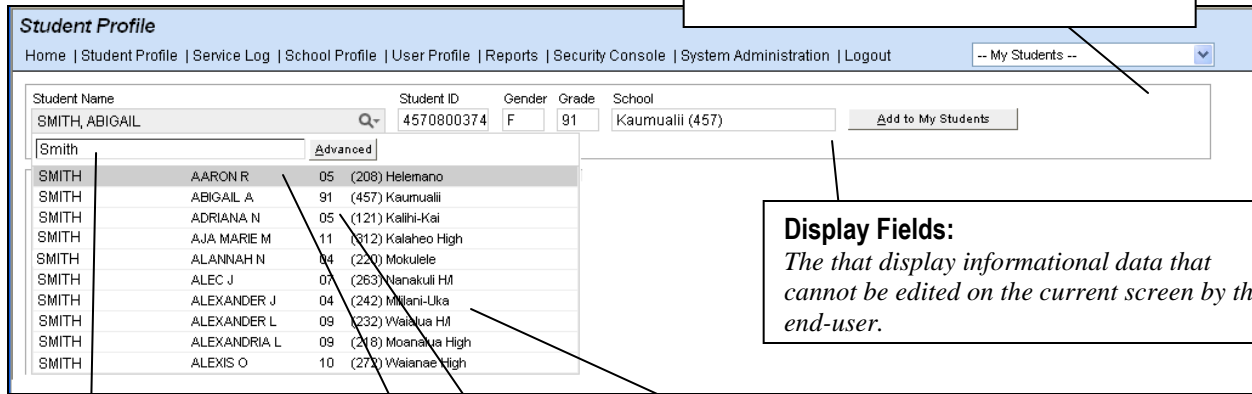 Student Profile
Home | Student Profile | Service Log | School Profile | User Profile | Reports | Security Console | System Administration | Logout -- My Students --
Student Name Student ID Gender Grade School
SMITH, ABIGAIL 4570800374 F 91 Kaumualii (457) Add to My Students
Smith Advanced
SMITH AARON R 05 (208) Helemano
SMITH ABIGAIL A 91 (457) Kaumualii
SMITH ADRIANA N 05 (121) Kalihi-Kai
SMITH AJA MARIE M 11 (312) Kalaheo High
SMITH ALANNAH N 04 (220) Mokulele
SMITH ALEC J 07 (263) Nanakuli H/I
SMITH ALEXANDER J 04 (242) Mililani-Uka
SMITH ALEXANDER L 09 (232) Waialua H/I
SMITH ALEXANDRIA L 09 (218) Moanalua High
SMITH ALEXIS O 10 (272) Waianae High
Display Fields:
The that display informational data that
cannot be edited on the current screen by th
end-user.